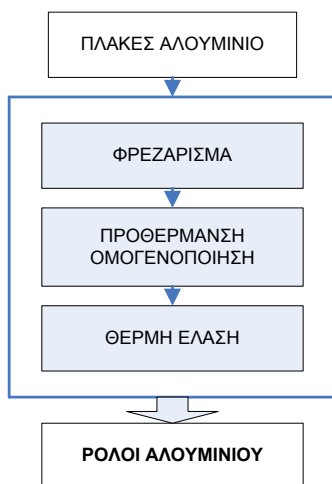 ΠΛΑΚΕΣ ΑΛΟΥΜΙΝΙΟ
ΦΡΕΖΑΡΙΣΜΑ
ΠΡΟΘΕΡΜΑΝΣΗ
ΟΜΟΓΕΝΟΠΟΙΗΣΗ
ΘΕΡΜΗ ΕΛΑΣΗ
ΡΟΛΟΙ ΑΛΟΥΜΙΝΙΟΥ